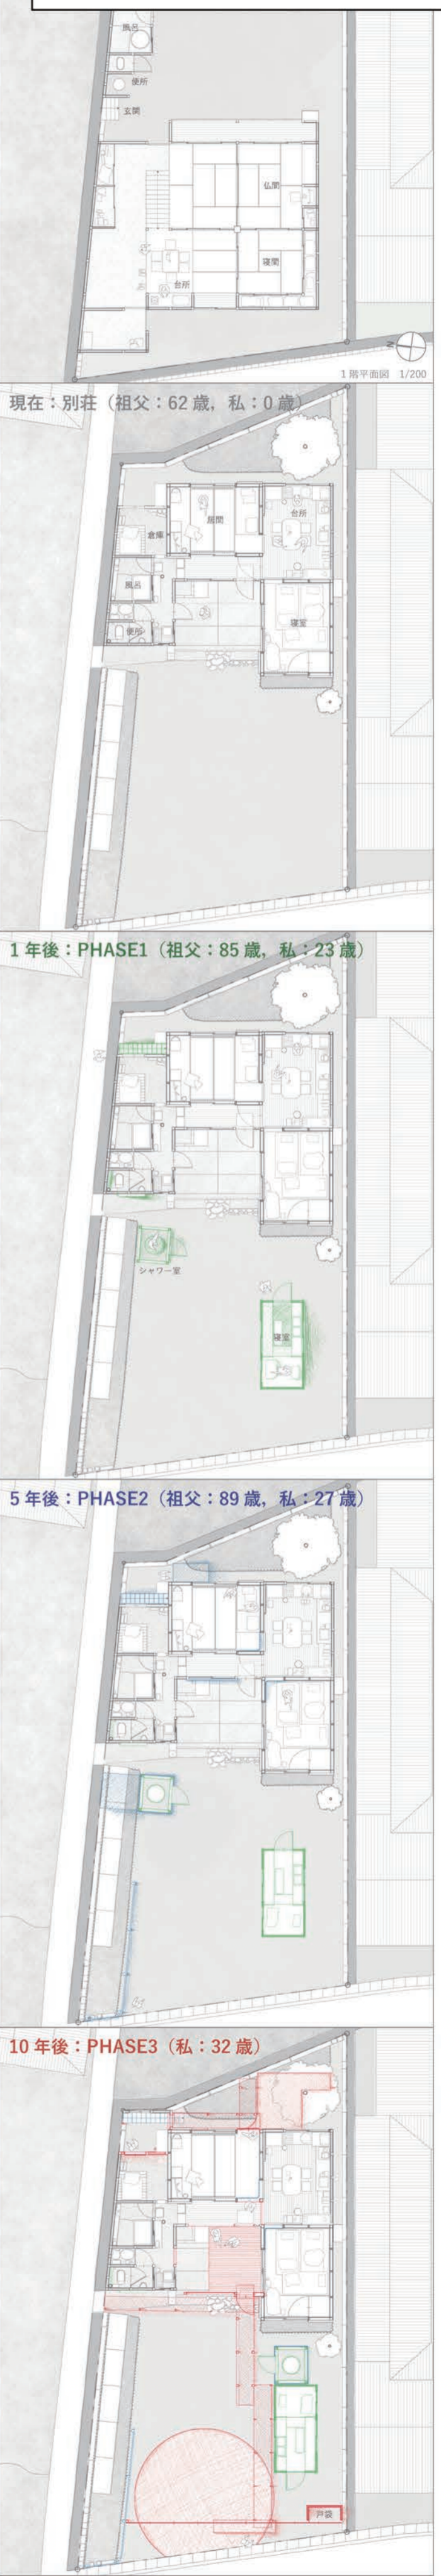 風呂
便所
玄関
仏間
寝間
台所
N
1階平面図 1/200
現在：別荘（祖父：62歳，私：0歳）
倉庫
居間
台所
風呂
便所
寝室
1年後：PHASE1（祖父：85歳，私：23歳）
シャワー室
寝室
5年後：PHASE2（祖父：89歳，私：27歳）
10年後：PHASE3（私：32歳）
戸袋